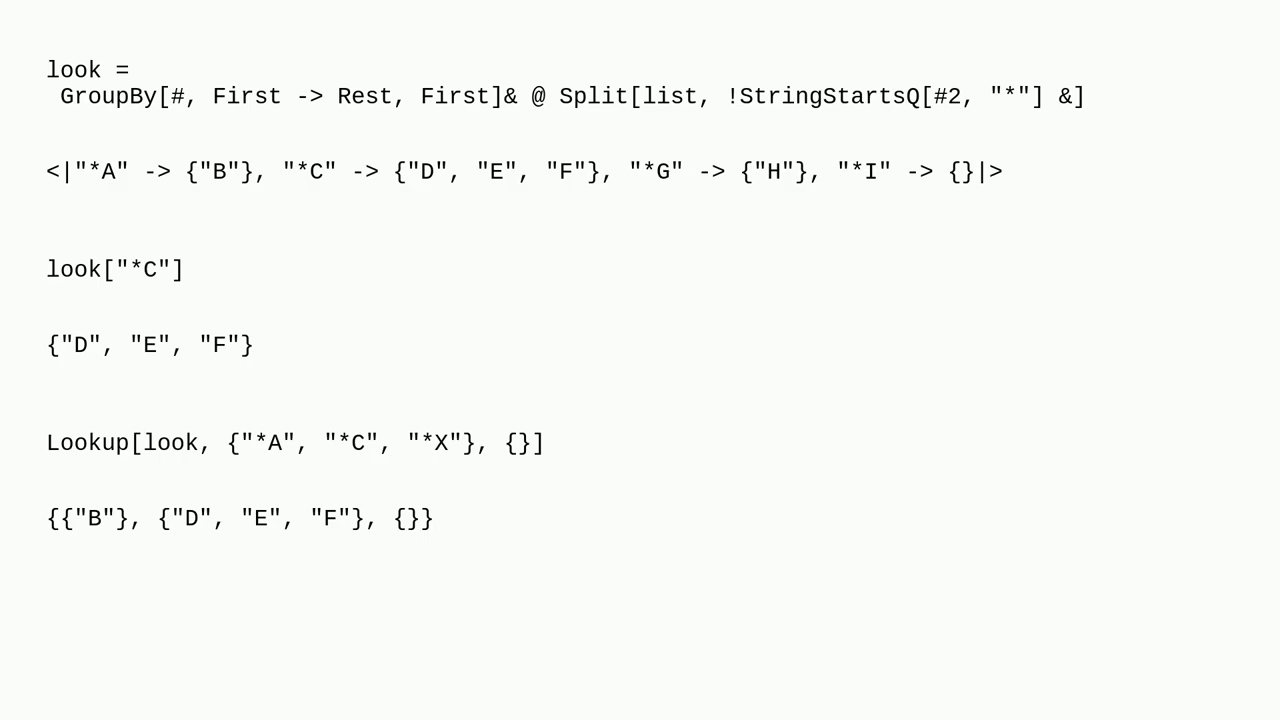 look =
 GroupBy[#, First -> Rest, First]& @ Split[list, !StringStartsQ[#2, "*"] &]
<|"*A" -> {"B"}, "*C" -> {"D", "E", "F"}, "*G" -> {"H"}, "*I" -> {}|>
look["*C"]
{"D", "E", "F"}
Lookup[look, {"*A", "*C", "*X"}, {}]
{{"B"}, {"D", "E", "F"}, {}}